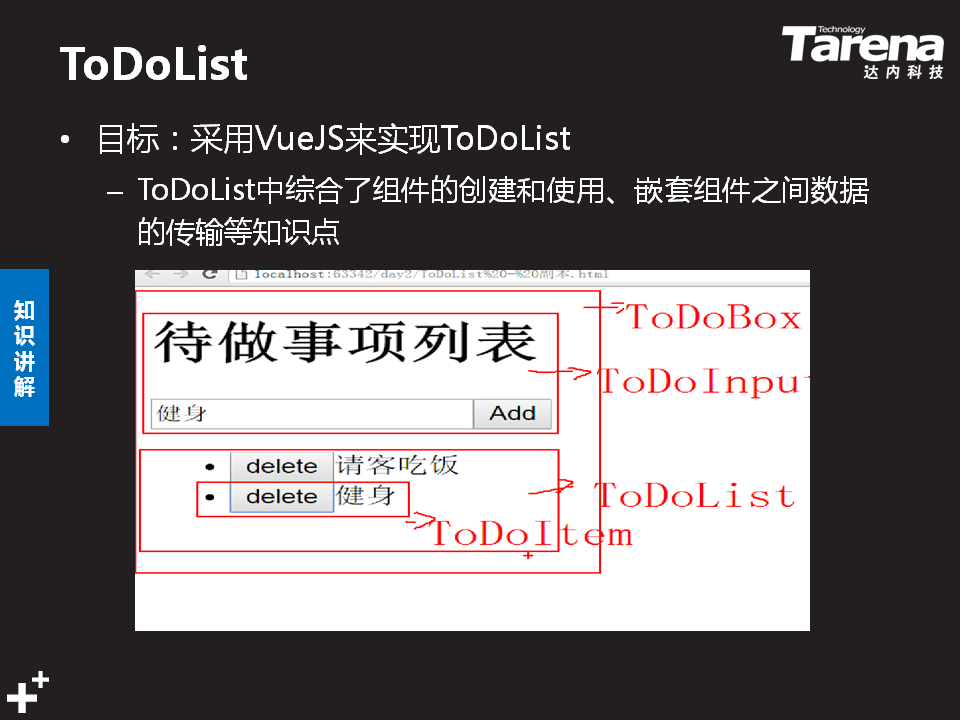 ToDoList
Technology
Tarena
达内科技
• 目标：采用VueJS来实现ToDoList
– ToDoList中综合了组件的创建和使用、嵌套组件之间数据
的传输等知识点
知识讲解
localhost:63342/day2/ToDoList%20-%20副本.html
ToDoBox
待做事项列表
ToDoInput
健身
Add
• delete 请客吃饭
• delete 健身
ToDoList
ToDoItem